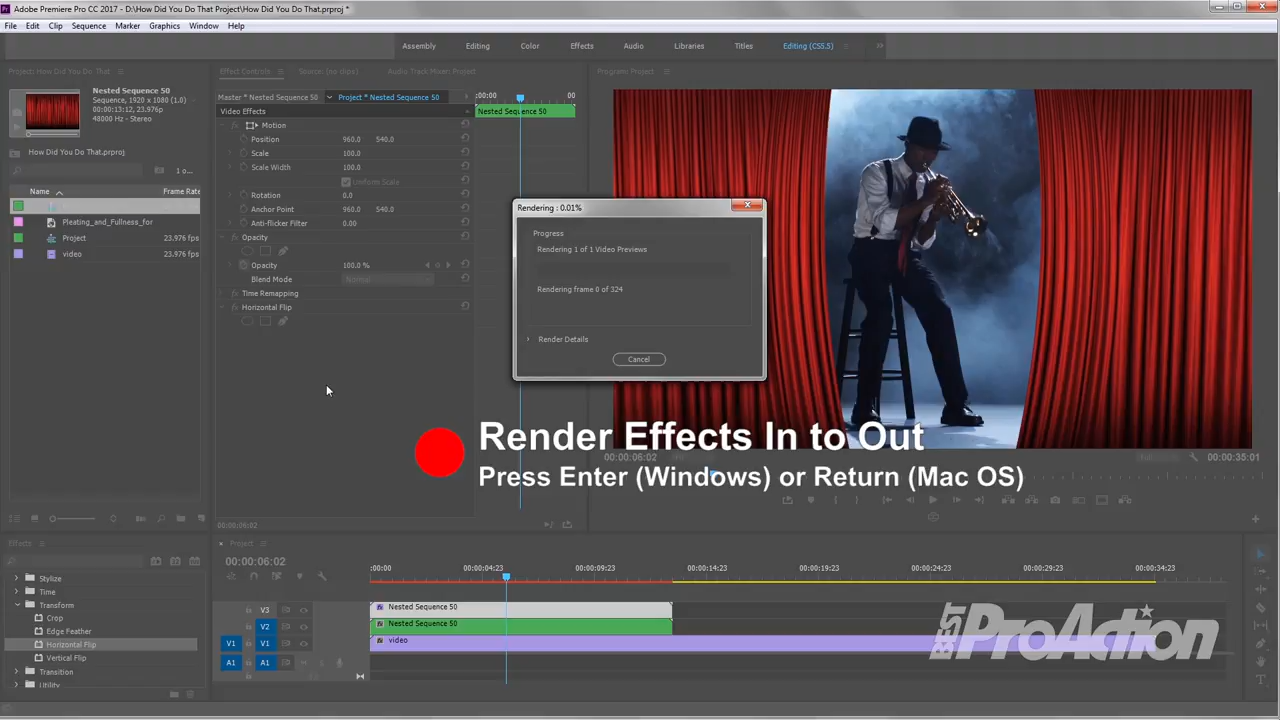 Adobe Premiere Pro CC 2017 - D:\How Did You Do That Project\How Did You Do That.prproj *
File Edit Clip Sequence Marker Graphics Window Help
Assembly Editing Color Effects Audio Libraries Titles Editing (CS5.5)
Project: How Did You Do That
Nested Sequence 50
Sequence, 1920 x 1080 (1.0)
00:00:13:12, 23.976p
48000 Hz - Stereo
How Did You Do That.prproj
1 o...
Name Frame Rate
Pleating_and_Fullness_for
Project 23.976 fps
video 23.976 fps
Effect Controls Source: (no clips) Audio Track Mixer: Project
Master * Nested Sequence 50 Project * Nested Sequence 50
:00:00 00
Video Effects Nested Sequence 50
Motion
Position 960.0 540.0
Scale 100.0
Scale Width 100.0
Uniform Scale
Rotation 0.0
Anchor Point 960.0 540.0
Anti-flicker Filter 0.00
Opacity
Opacity 100.0 %
Blend Mode Normal
Time Remapping
Horizontal Flip
00:00:06:02
Program: Project
Rendering : 0.01%
Progress
Rendering 1 of 1 Video Previews
Rendering frame 0 of 324
Render Details
Cancel
Render Effects In to Out
Press Enter (Windows) or Return (Mac OS)
00:00:06:02 Full 00:00:35:01
Effects
Stylize
Time
Transform
Crop
Edge Feather
Horizontal Flip
Vertical Flip
Transition
Utility
Project
00:00:06:02
:00:00 00:00:04:23 00:00:09:23 00:00:14:23 00:00:19:23 00:00:24:23 00:00:29:23 00:00:34:23
V3 Nested Sequence 50
V2 Nested Sequence 50
V1 V1 video
A1 A1
BEST ProAction